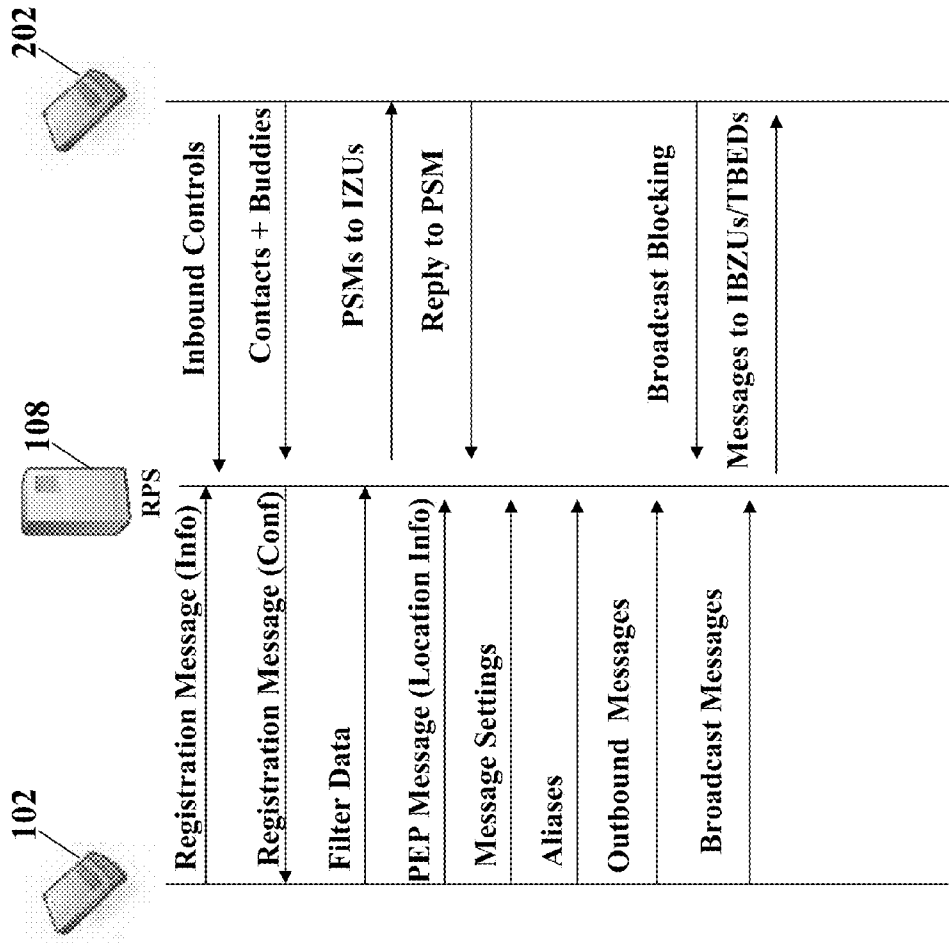 102
108
202
RPS
Registration Message (Info)
Registration Message (Conf)
Filter Data
PEP Message (Location Info)
Message Settings
Aliases
Outbound Messages
Broadcast Messages
Inbound Controls
Contacts + Buddies
PSMs to IZUs
Reply to PSM
Broadcast Blocking
Messages to IBZUs/TBEDs